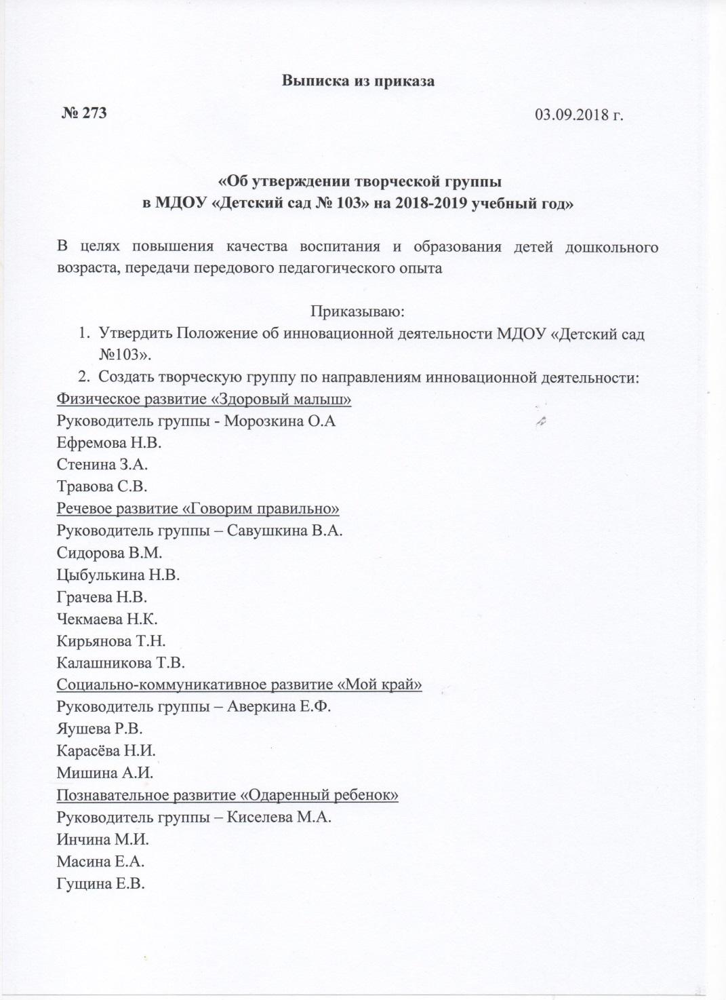 Выписка из приказа
№ 273 03.09.2018 г.
«Об утверждении творческой группы
в МДОУ «Детский сад № 103» на 2018-2019 учебный год»
В целях повышения качества воспитания и образования детей дошкольного
возраста, передачи передового педагогического опыта
Приказываю:
1. Утвердить Положение об инновационной деятельности МДОУ «Детский сад
№103».
2. Создать творческую группу по направлениям инновационной деятельности:
Физическое развитие «Здоровый малыш»
Руководитель группы - Морозкина О.А
Ефремова Н.В.
Стенина З.А.
Травова С.В.
Речевое развитие «Говорим правильно»
Руководитель группы – Савушкина В.А.
Сидорова В.М.
Цыбулькина Н.В.
Грачева Н.В.
Чекмаева Н.К.
Кирьянова Т.Н.
Калашникова Т.В.
Социально-коммуникативное развитие «Мой край»
Руководитель группы – Аверкина Е.Ф.
Яушева Р.В.
Карасёва Н.И.
Мишина А.И.
Познавательное развитие «Одаренный ребенок»
Руководитель группы – Киселева М.А.
Инчина М.И.
Масина Е.А.
Гущина Е.В.